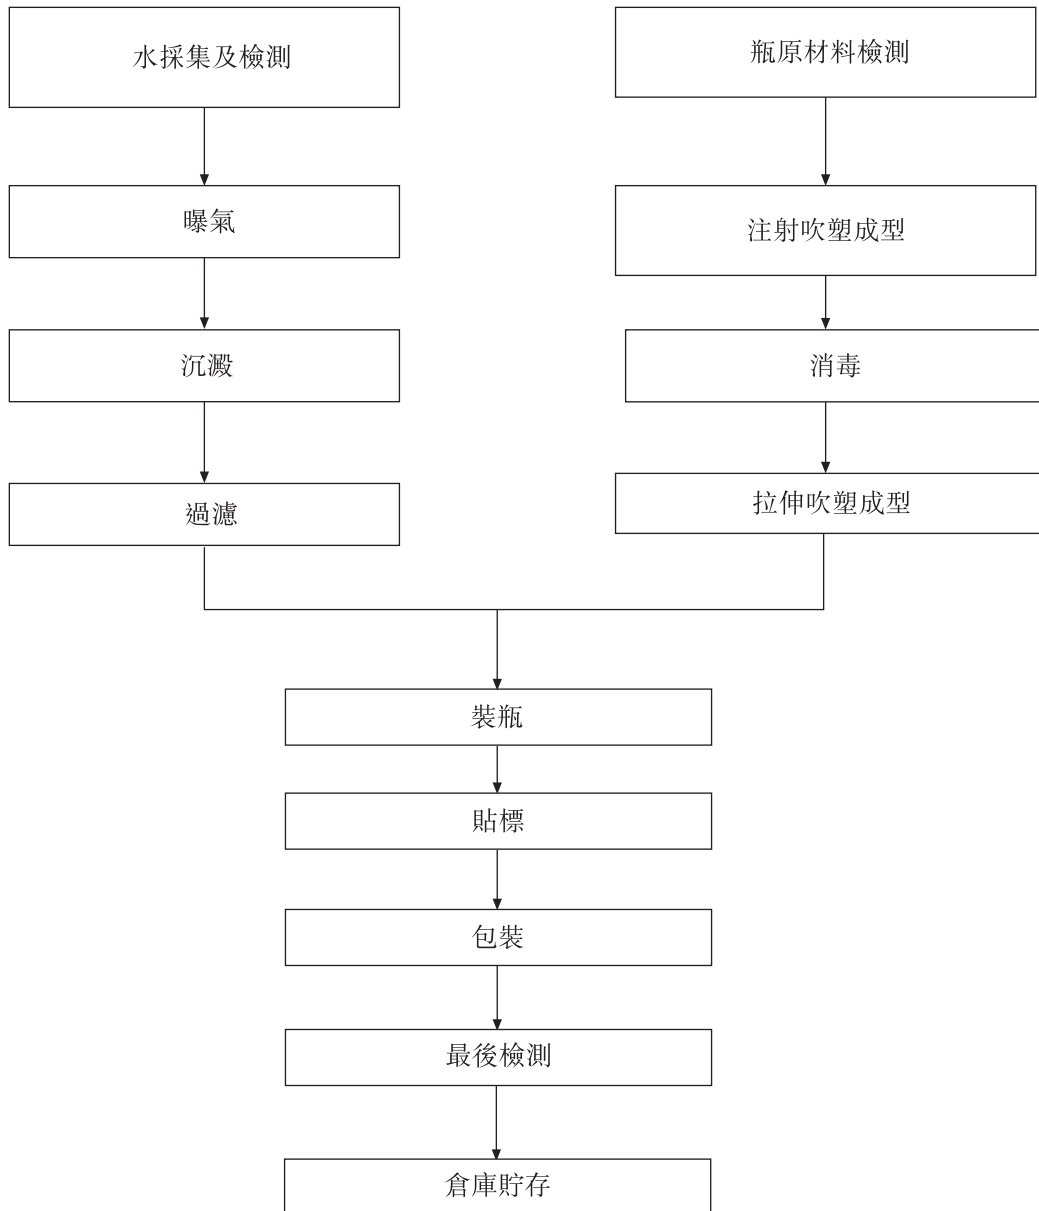 水採集及檢測
曝氣
沉澱
過濾
瓶原材料檢測
注射吹塑成型
消毒
拉伸吹塑成型
裝瓶
貼標
包裝
最後檢測
倉庫貯存